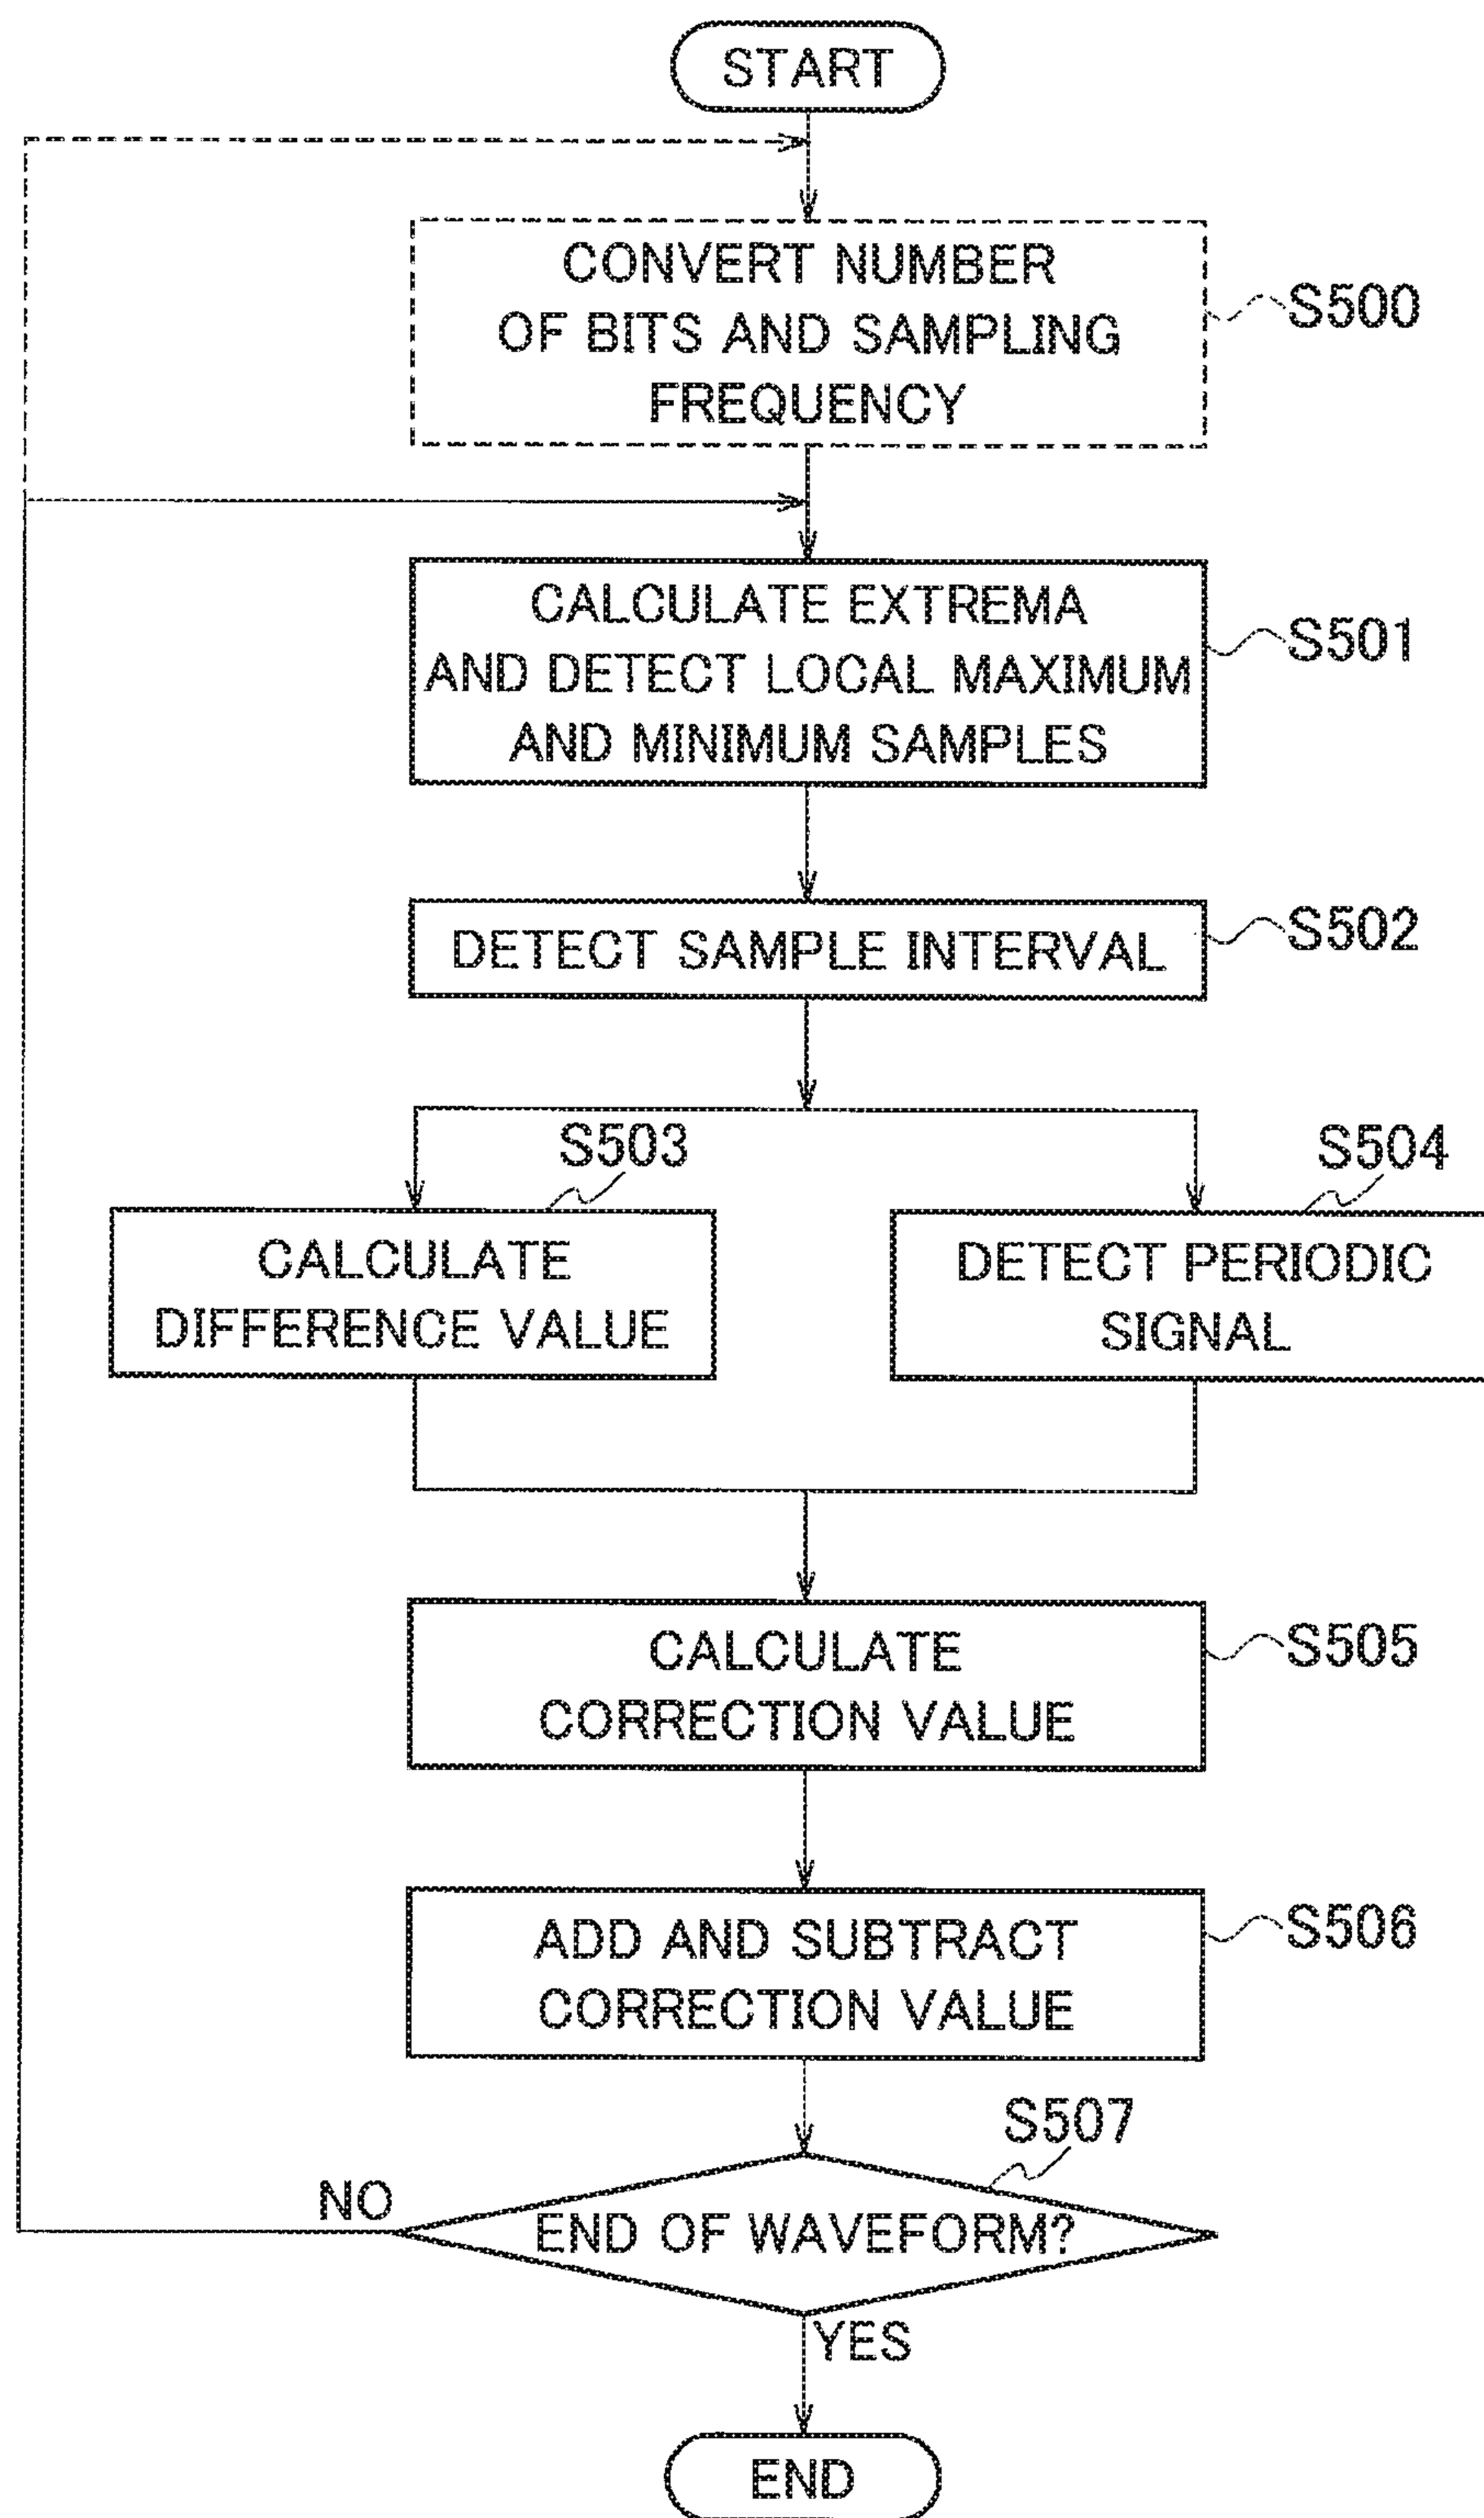 START
CONVERT NUMBER
OF BITS AND SAMPLING
FREQUENCY
S500
CALCULATE EXTREMA
AND DETECT LOCAL MAXIMUM
AND MINIMUM SAMPLES
S501
DETECT SAMPLE INTERVAL
S502
S503
CALCULATE
DIFFERENCE VALUE
S504
DETECT PERIODIC
SIGNAL
CALCULATE
CORRECTION VALUE
S505
ADD AND SUBTRACT
CORRECTION VALUE
S506
S507
NO
END OF WAVEFORM?
YES
END